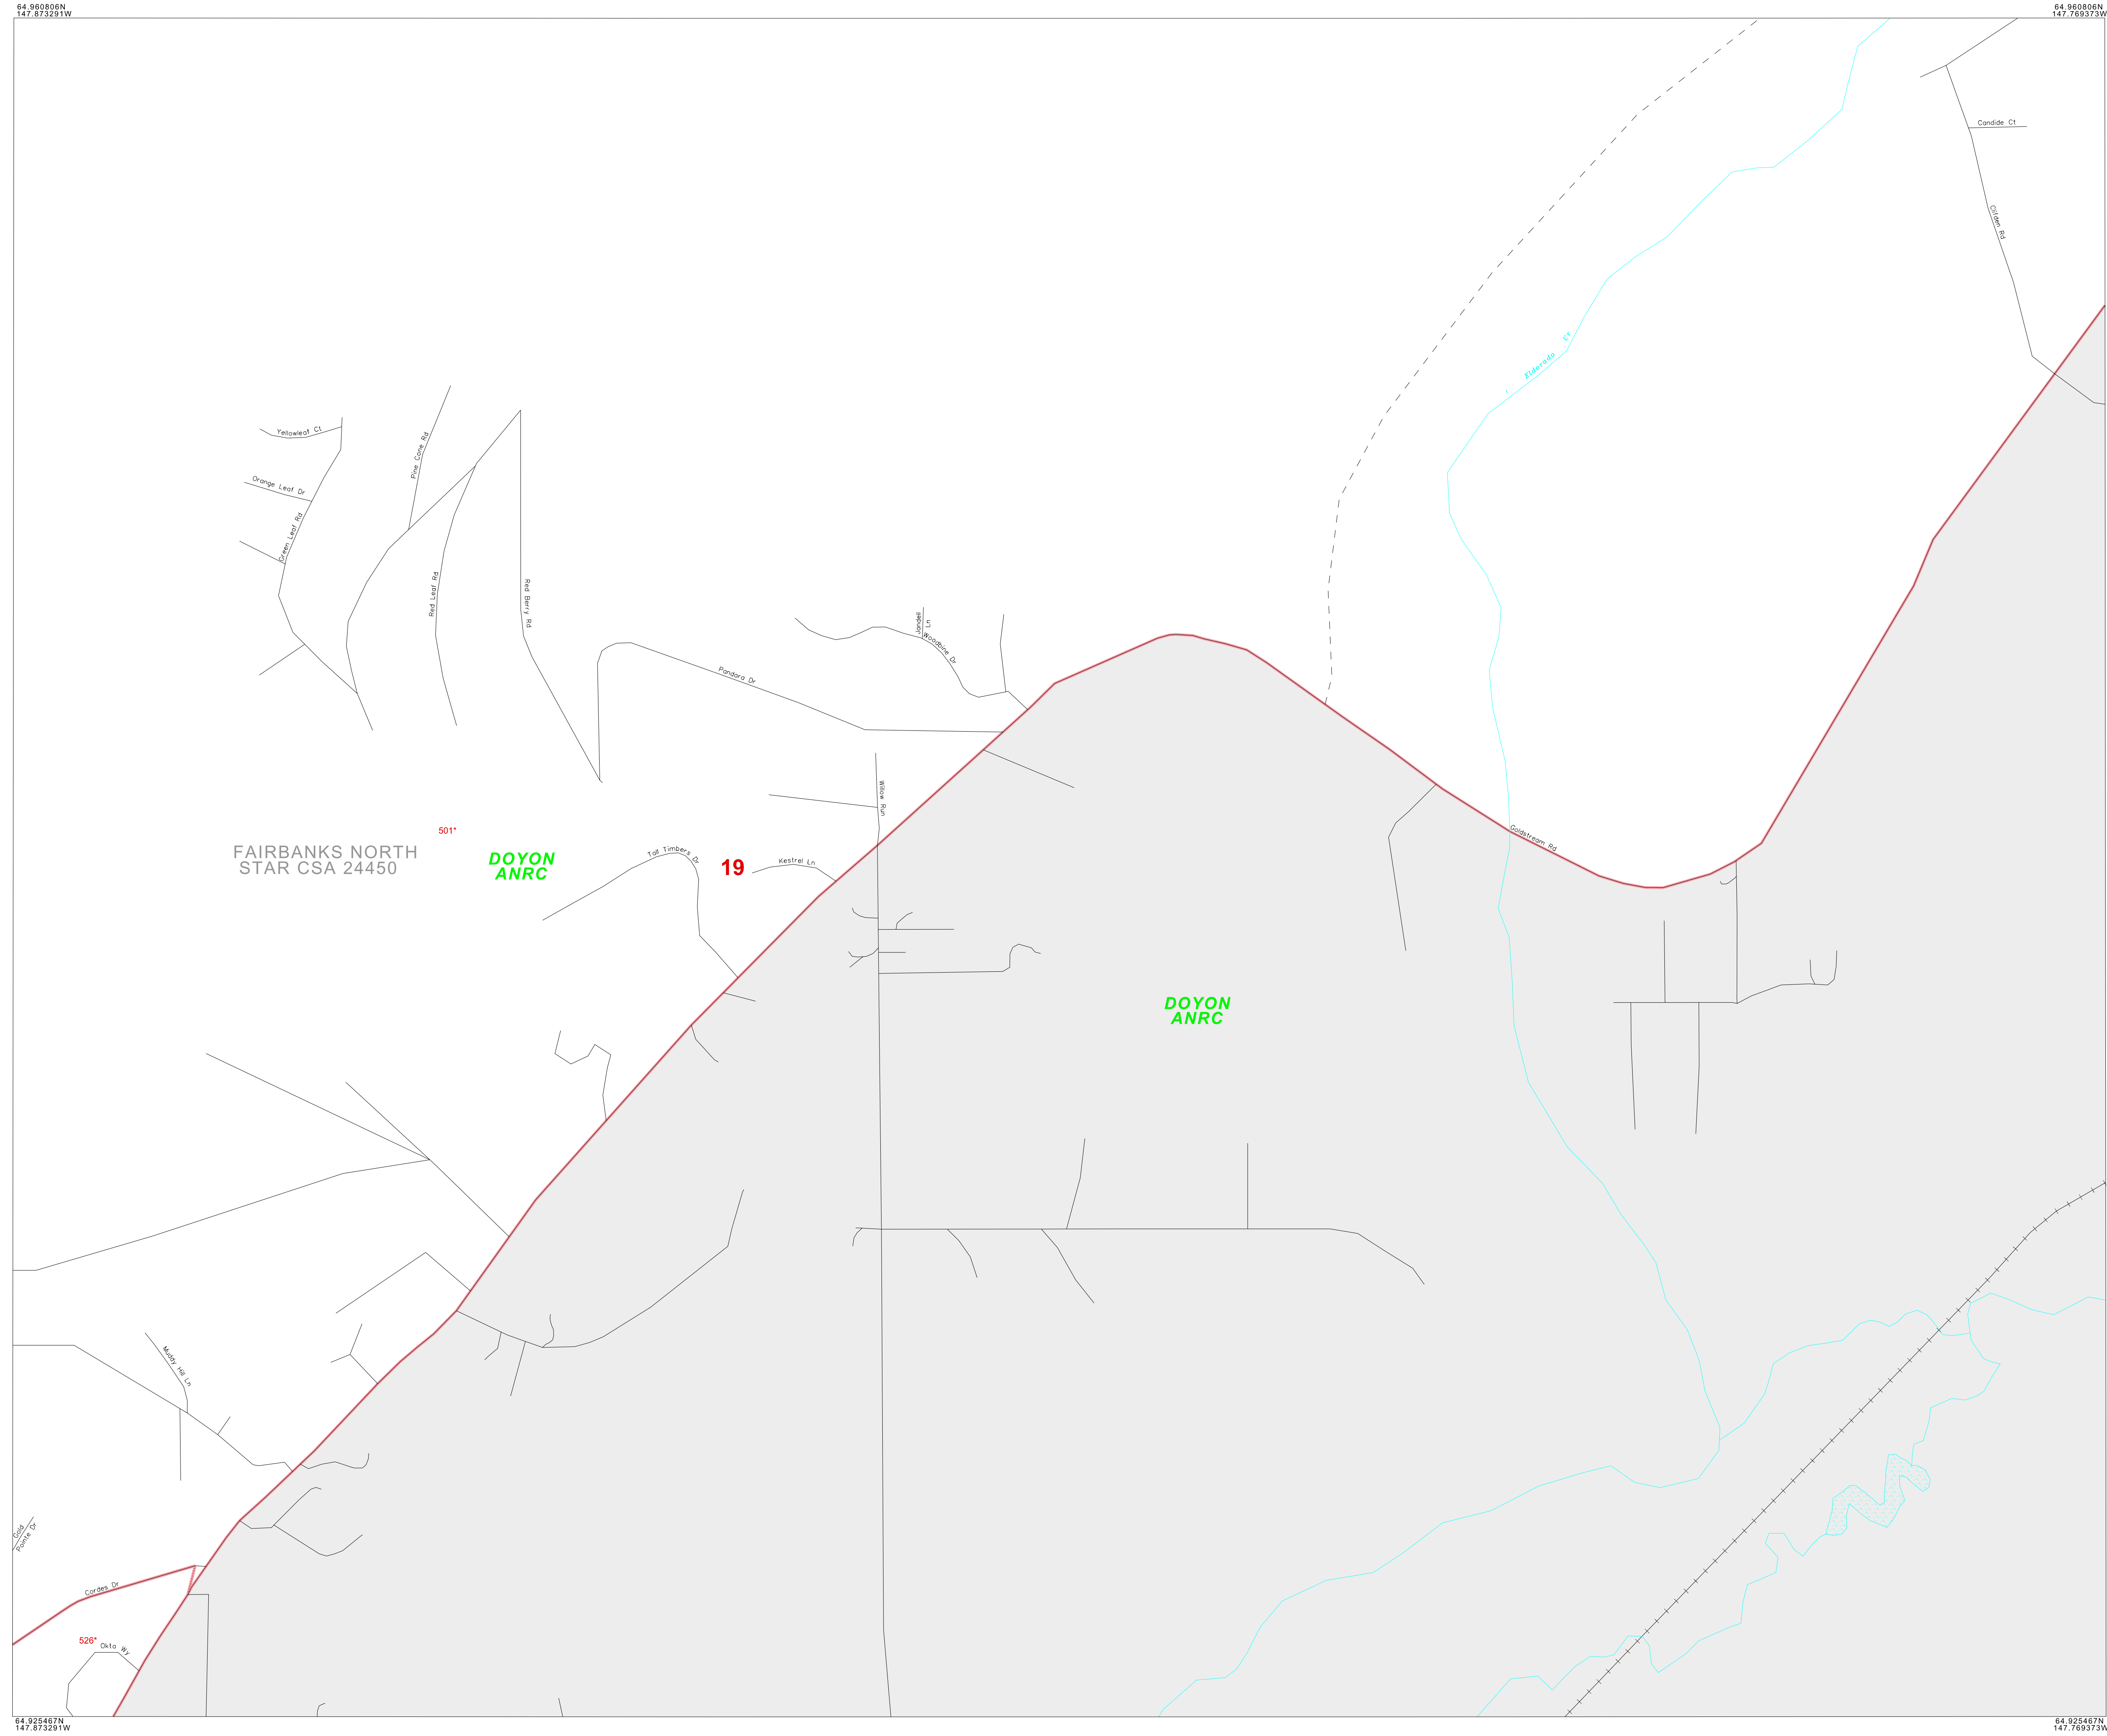 64.960806N
147.873291W
64.960806N
147.769373W
Candide Ct
Clifden Rd
Eldorado Cr
Yellowleaf Ct
Pine Cone Rd
Orange Leaf Dr
Green Leaf Rd
Red Leaf Rd
Red Berry Rd
Jandell
Ln
Woodbine Dr
Pandora Dr
Willow Run
501*
Goldstream Rd
FAIRBANKS NORTH
STAR CSA 24450
DOYON
ANRC
Tall Timbers Dr
19
Kestrel Ln
DOYON
ANRC
Muddy Hill Ln
Gold
Pointe Dr
Cordes Dr
526*
Okta Wy
64.925467N
147.873291W
64.925467N
147.769373W